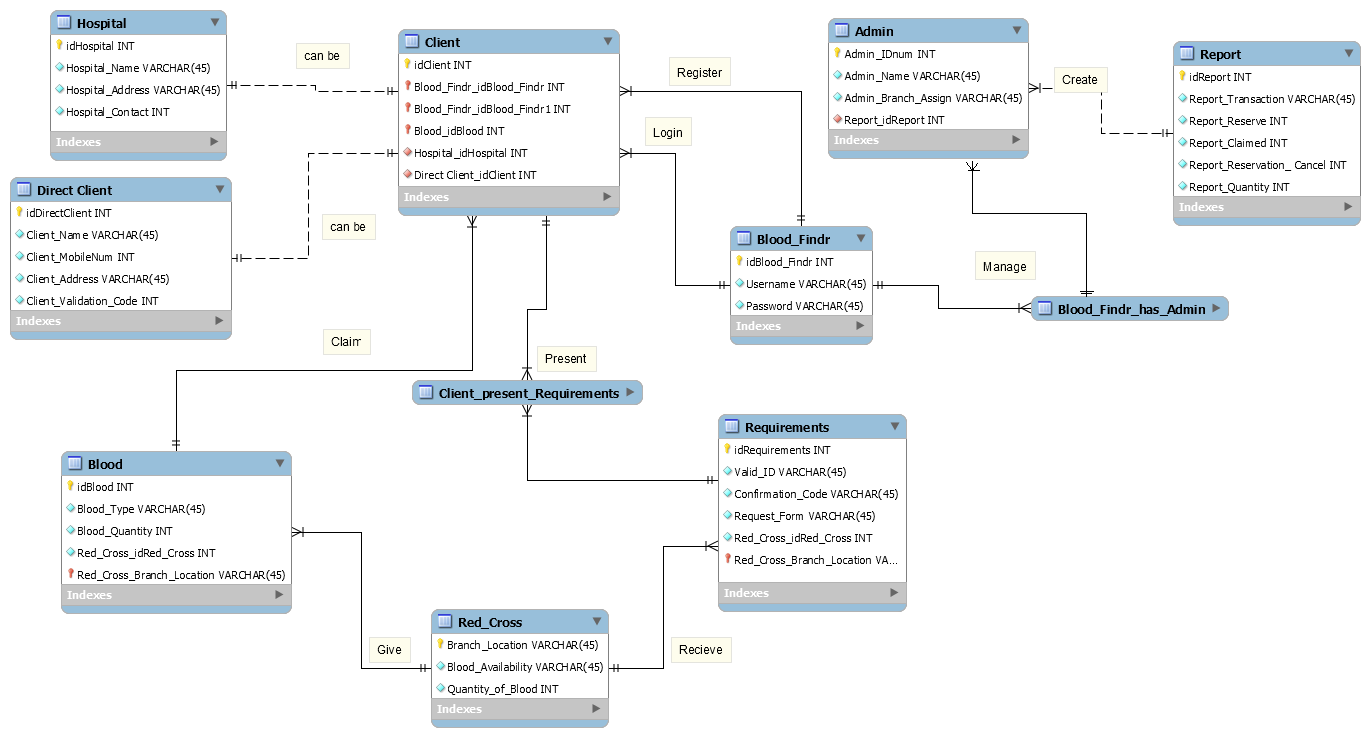 Hospital
idHospital INT
Hospital_Name VARCHAR(45)
Hospital_Address VARCHAR(45)
Hospital_Contact INT
Indexes
can be
Client
idClient INT
Blood_Findr_idBlood_Findr INT
Blood_Findr_idBlood_Findr1 INT
Blood_idBlood INT
Hospital_idHospital INT
Direct Client_idClient INT
Indexes
Register
Login
Admin
Admin_IDnum INT
Admin_Name VARCHAR(45)
Admin_Branch_Assign VARCHAR(45)
Report_idReport INT
Indexes
Create
Report
idReport INT
Report_Transaction VARCHAR(45)
Report_Reserve INT
Report_Claimed INT
Report_Reservation_ Cancel INT
Report_Quantity INT
Indexes
Direct Client
idDirectClient INT
Client_Name VARCHAR(45)
Client_MobileNum INT
Client_Address VARCHAR(45)
Client_Validation_Code INT
Indexes
can be
Blood_Findr
idBlood_Findr INT
Username VARCHAR(45)
Password VARCHAR(45)
Indexes
Manage
Blood_Findr_has_Admin
Claim
Present
Client_present_Requirements
Blood
idBlood INT
Blood_Type VARCHAR(45)
Blood_Quantity INT
Red_Cross_idRed_Cross INT
Red_Cross_Branch_Location VARCHAR(45)
Indexes
Requirements
idRequirements INT
Valid_ID VARCHAR(45)
Confirmation_Code VARCHAR(45)
Request_Form VARCHAR(45)
Red_Cross_idRed_Cross INT
Red_Cross_Branch_Location VA...
Indexes
Give
Red_Cross
Branch_Location VARCHAR(45)
Blood_Availability VARCHAR(45)
Quantity_of_Blood INT
Indexes
Recieve